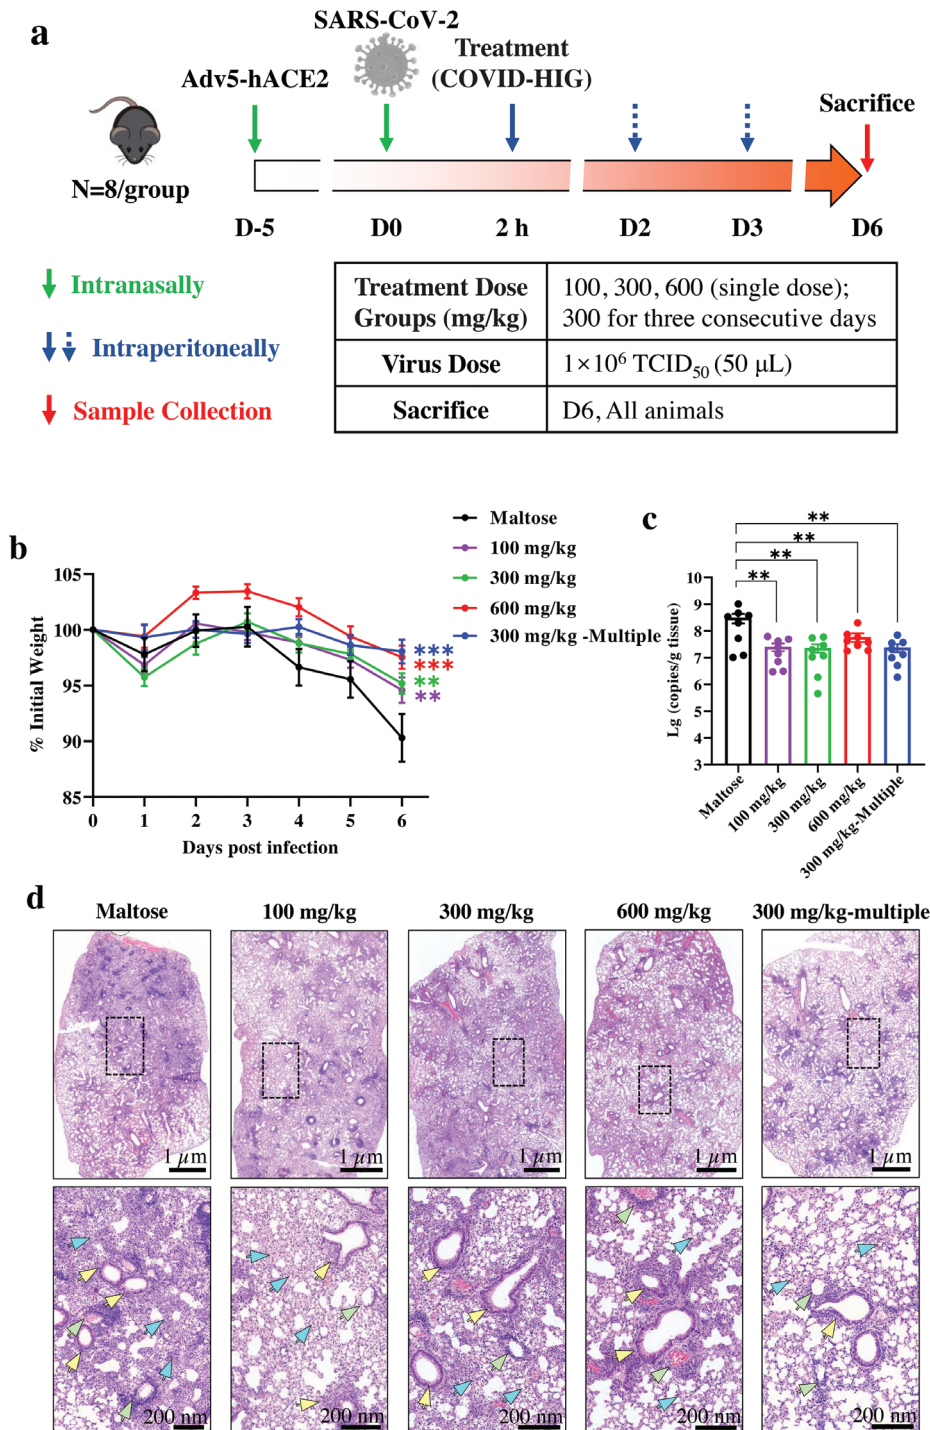 a
SARS-CoV-2
Adv5-hACE2
Treatment
(COVID-HIG)
Sacrifice
N=8/group
D-5
D0
2 h
D2
D3
D6
Intranasally
Intraperitoneally
Sample Collection
Treatment Dose
Groups (mg/kg)
100, 300, 600 (single dose);
300 for three consecutive days
Virus Dose
1×10⁶ TCID₅₀ (50 μL)
Sacrifice
D6, All animals
b
Maltose
100 mg/kg
300 mg/kg
600 mg/kg
300 mg/kg -Multiple
% Initial Weight
105
100
95
90
85
0
1
2
3
4
5
6
Days post infection
***
***
**
**
c
**
**
**
**
Lg (copies/g tissue)
10
9
8
7
6
5
4
3
Maltose
100 mg/kg
300 mg/kg
600 mg/kg
300 mg/kg-Multiple
d
Maltose
100 mg/kg
300 mg/kg
600 mg/kg
300 mg/kg-multiple
1 μm
1 μm
1 μm
1 μm
1 μm
200 nm
200 nm
200 nm
200 nm
200 nm